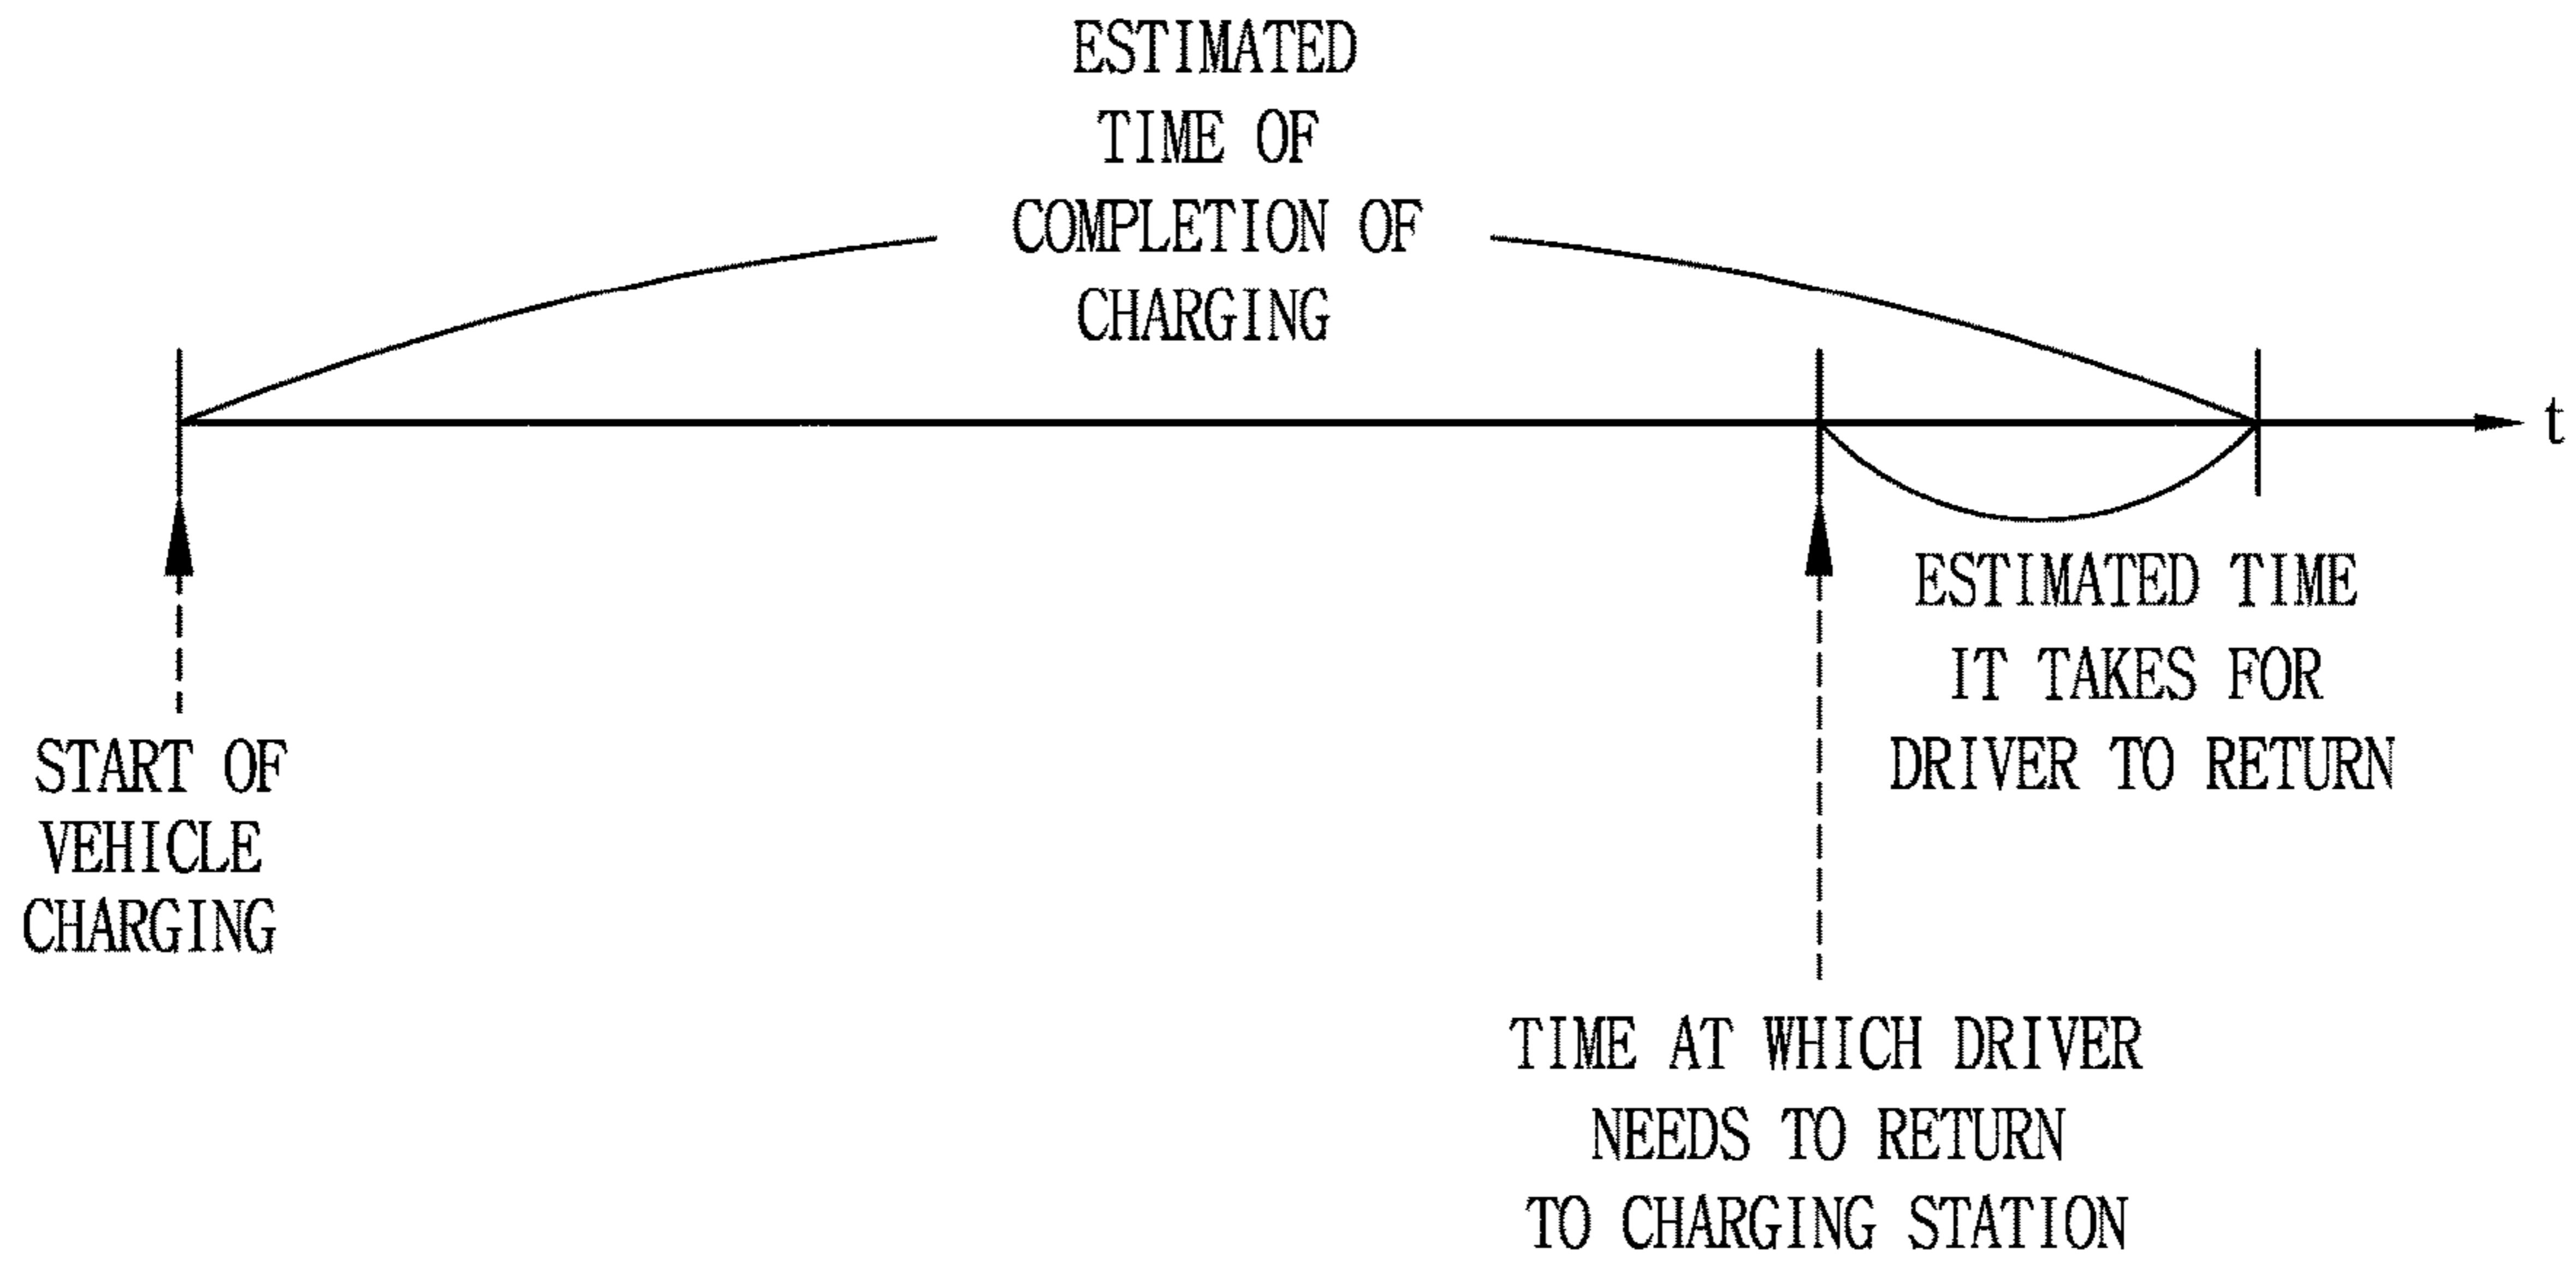 ESTIMATED
TIME OF
COMPLETION OF
CHARGING
t
ESTIMATED TIME
IT TAKES FOR
DRIVER TO RETURN
START OF
VEHICLE
CHARGING
TIME AT WHICH DRIVER
NEEDS TO RETURN
TO CHARGING STATION